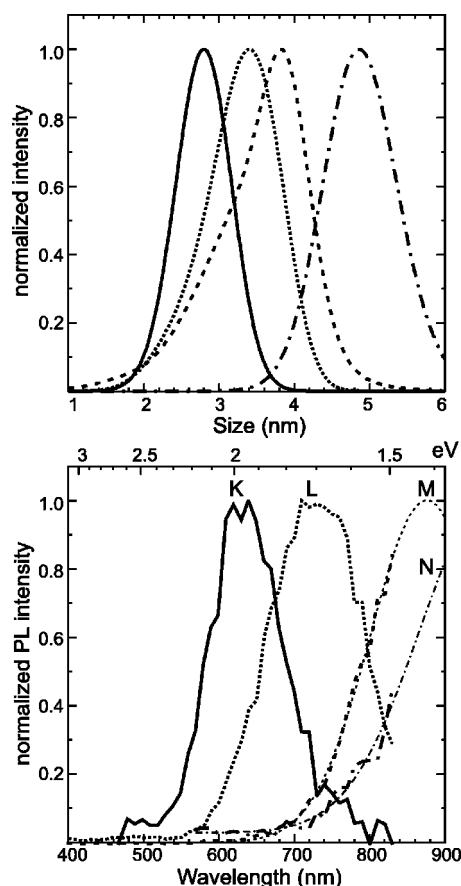 normalized intensity
1.0
0.8
0.6
0.4
0.2
1 2 3 4 5 6
Size (nm)
3 2.5 2 1.5 eV
K L M
N
normalized PL intensity
1.0
0.8
0.6
0.4
0.2
400 500 600 700 800 900
Wavelength (nm)